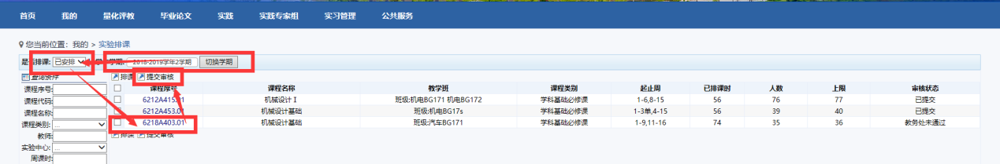 首页 我的 量化评教 毕业论文 实践 实践专家组 实习管理 公共服务
您当前位置：我的 > 实验排课
是否排课: 已安排 学期: 2018-2019学年2学期 切换学期
查询条件 排课 提交审核
课程序号: 课程序号 课程名称 教学班 课程类别 起止周 已排课时 人数 上限 审核状态
课程代码: 6212A415.01 机械设计 I 班级:机电BG171 机电BG172 学科基础必修课 1-6,8-15 56 76 77 已提交
课程名称: 6212A453.01 机械设计基础 班级:机电BG17s 学科基础必修课 1-3单,4-15 56 39 40 已提交
课程类别: ... 6218A403.01 机械设计基础 班级:汽车BG171 学科基础必修课 1-9,11-16 74 35 36 教务处未通过
教师: 排课 提交审核
实验中心: ...
周课时: